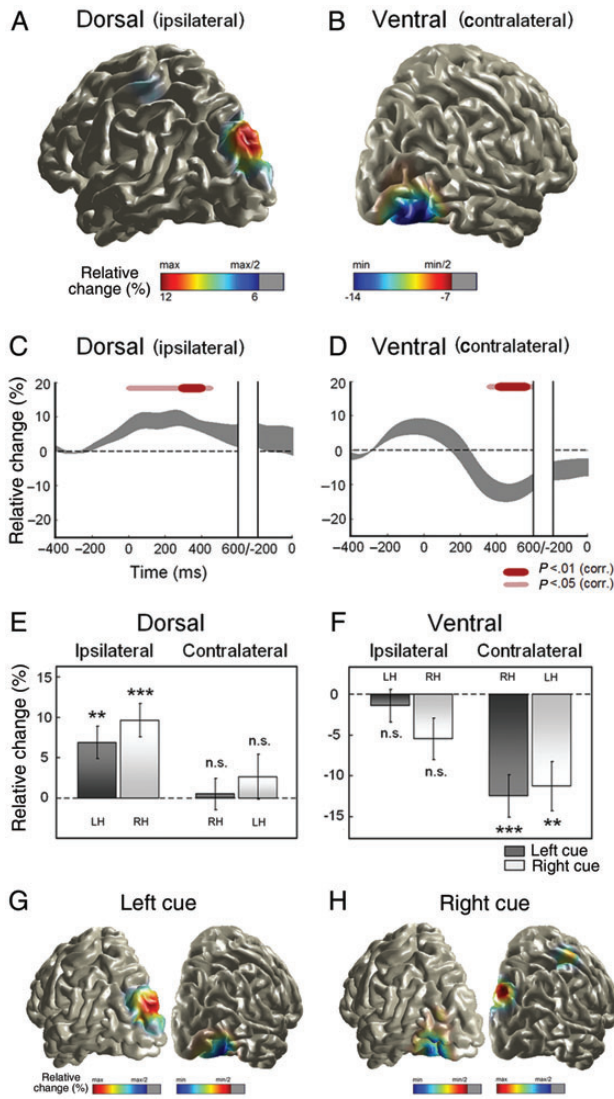 A Dorsal (ipsilateral) B Ventral (contralateral)
Relative change (%)
max max/2
12 6
min min/2
-14 -7
C Dorsal (ipsilateral)
Relative change (%)
20
10
0
−10
−20
−400 −200 0 200 400 600/-200 0
Time (ms)
D Ventral (contralateral)
20
10
0
−10
−20
−400 −200 0 200 400 600/-200 0
P<.01 (corr.)
P<.05 (corr.)
E Dorsal
Ipsilateral Contralateral
Relative change (%)
15
10
5
0
** *** n.s. n.s.
LH RH RH LH
F Ventral
Ipsilateral Contralateral
LH RH RH LH
0
-5
-10
-15
n.s. n.s. *** **
Left cue
Right cue
G Left cue H Right cue
Relative change (%)
max max/2 min min/2 min min/2 max max/2